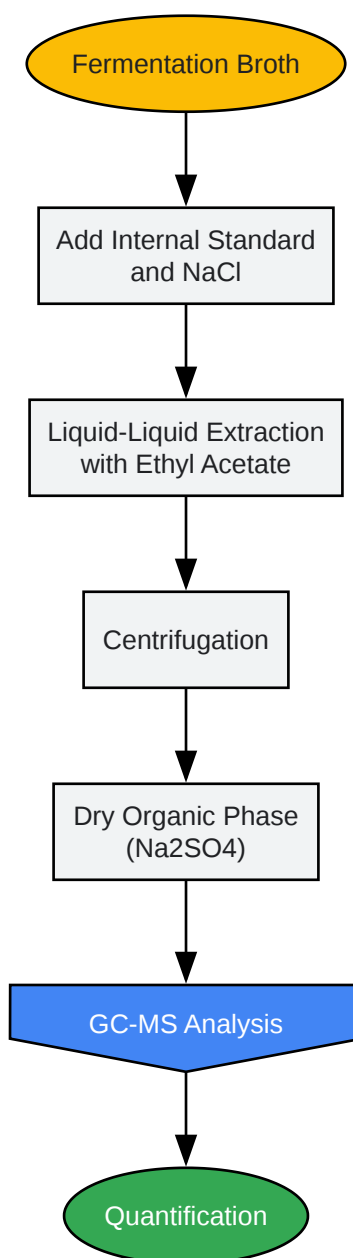 Fermentation Broth
Add Internal Standard
and NaCl
Liquid-Liquid Extraction
with Ethyl Acetate
Centrifugation
Dry Organic Phase
(Na2SO4)
GC-MS Analysis
Quantification